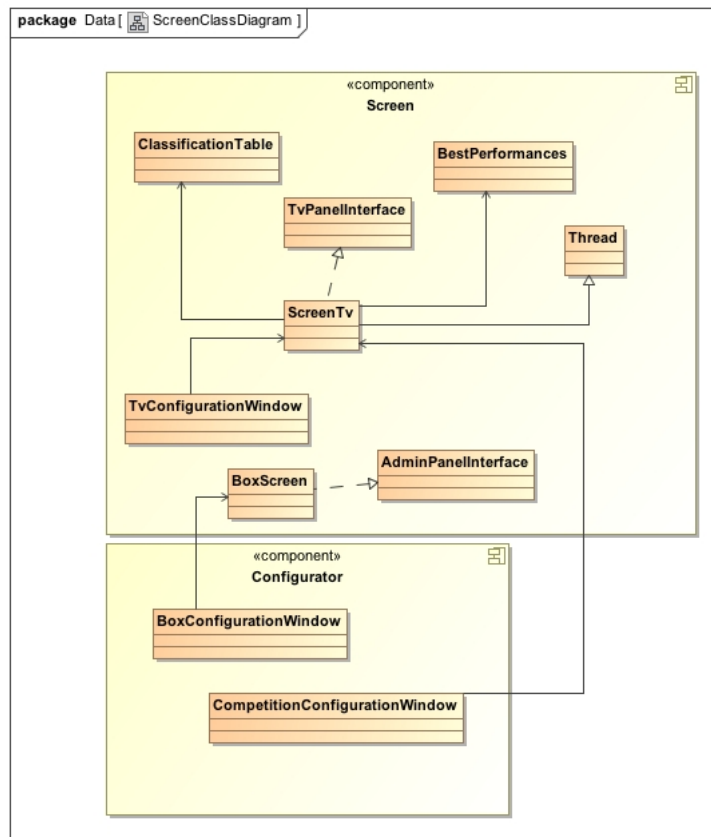 package Data [ ScreenClassDiagram ]
«component»
Screen
ClassificationTable
BestPerformances
TvPanelInterface
Thread
ScreenTv
TvConfigurationWindow
AdminPanelInterface
BoxScreen
«component»
Configurator
BoxConfigurationWindow
CompetitionConfigurationWindow